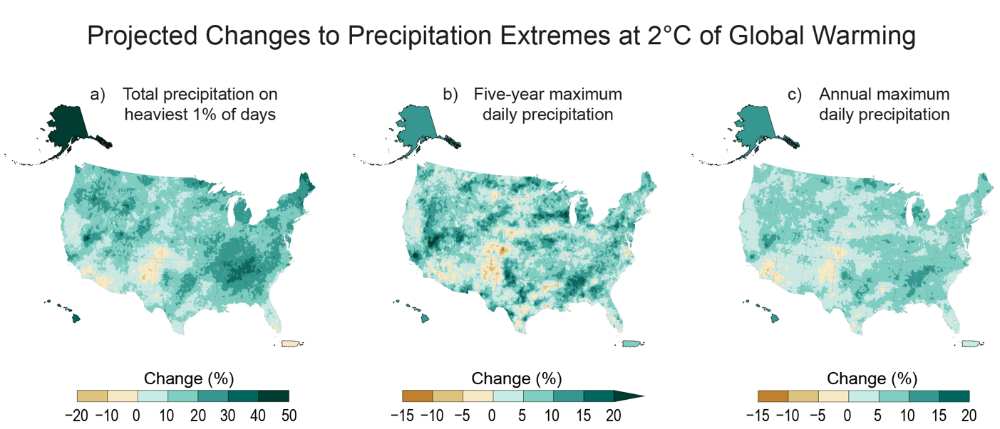 Projected Changes to Precipitation Extremes at 2°C of Global Warming
a) Total precipitation on
heaviest 1% of days
b) Five-year maximum
daily precipitation
c) Annual maximum
daily precipitation
Change (%)
−20 −10 0 10 20 30 40 50
Change (%)
−15 −10 −5 0 5 10 15 20
Change (%)
−15 −10 −5 0 5 10 15 20